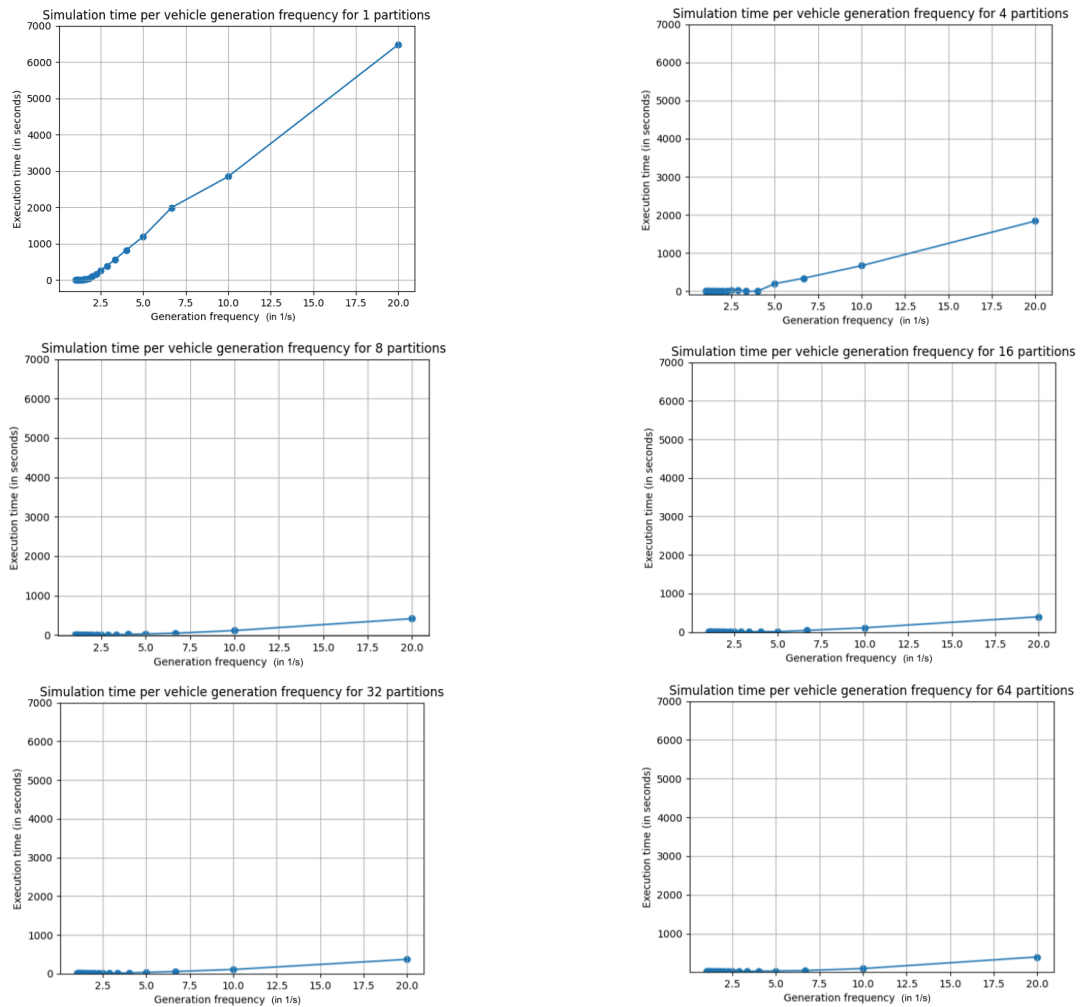 Simulation time per vehicle generation frequency for 1 partitions
Execution time (in seconds)
7000
6000
5000
4000
3000
2000
1000
0
2.5 5.0 7.5 10.0 12.5 15.0 17.5 20.0
Generation frequency (in 1/s)
Simulation time per vehicle generation frequency for 4 partitions
Execution time (in seconds)
7000
6000
5000
4000
3000
2000
1000
0
2.5 5.0 7.5 10.0 12.5 15.0 17.5 20.0
Generation frequency (in 1/s)
Simulation time per vehicle generation frequency for 8 partitions
Execution time (in seconds)
7000
6000
5000
4000
3000
2000
1000
0
2.5 5.0 7.5 10.0 12.5 15.0 17.5 20.0
Generation frequency (in 1/s)
Simulation time per vehicle generation frequency for 16 partitions
Execution time (in seconds)
7000
6000
5000
4000
3000
2000
1000
0
2.5 5.0 7.5 10.0 12.5 15.0 17.5 20.0
Generation frequency (in 1/s)
Simulation time per vehicle generation frequency for 32 partitions
Execution time (in seconds)
7000
6000
5000
4000
3000
2000
1000
0
2.5 5.0 7.5 10.0 12.5 15.0 17.5 20.0
Generation frequency (in 1/s)
Simulation time per vehicle generation frequency for 64 partitions
Execution time (in seconds)
7000
6000
5000
4000
3000
2000
1000
2.5 5.0 7.5 10.0 12.5 15.0 17.5 20.0
Generation frequency (in 1/s)